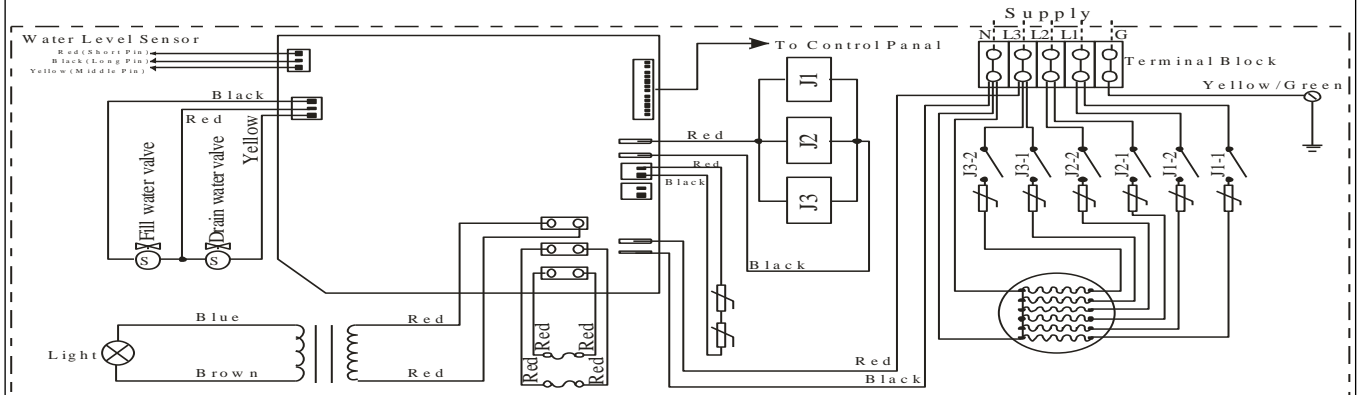 Supply
Water Level Sensor
Red(Short Pin)
Black(Long Pin)
Yellow(Middle Pin)
To Control Panal
N L3 L2 L1 G
Terminal Block
Yellow/Green
Black
Red
Yellow
Fill water valve
Drain water valve
S
S
J1
J2
J3
Red
Red
Black
Black
J3-2
J3-1
J2-2
J2-1
J1-2
J1-1
Light
Blue
Brown
Red
Red
Red
Red
Red
Red
Red
Black